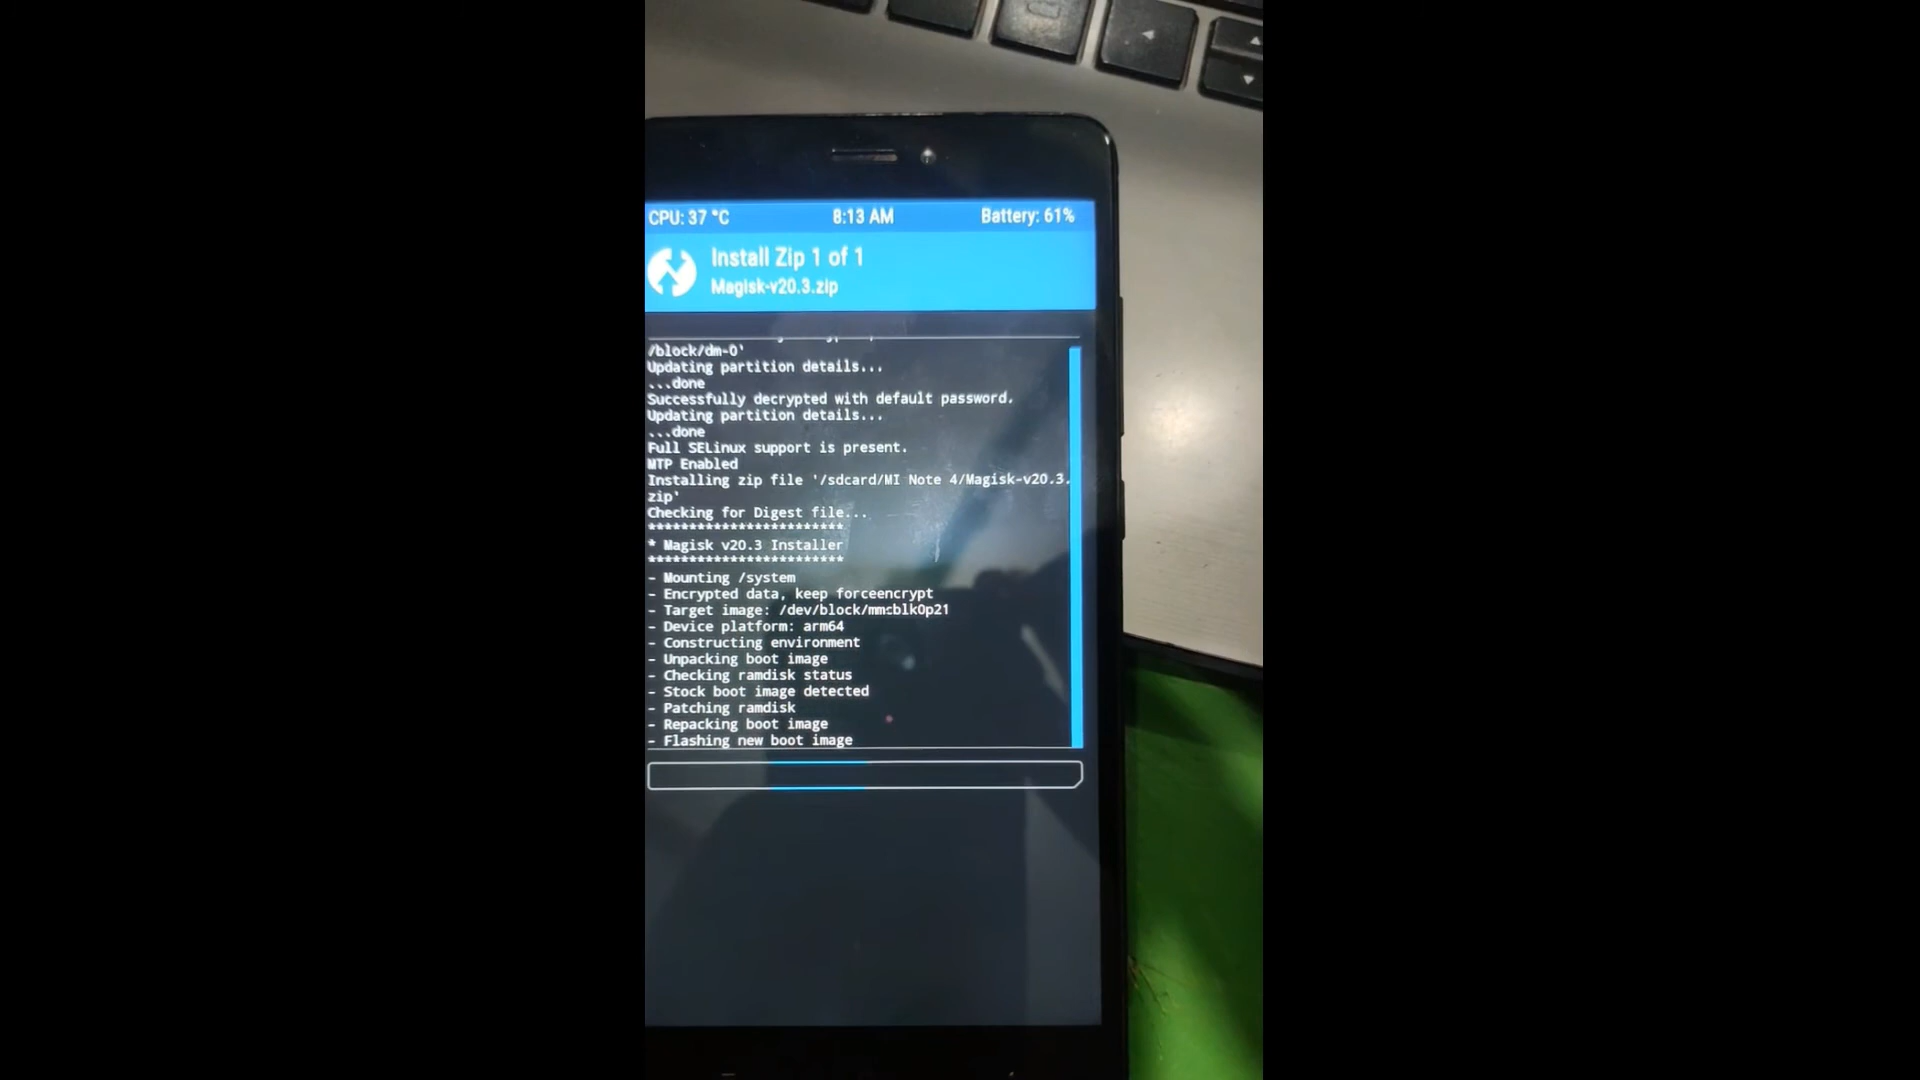 CPU: 37 °C 8:13 AM Battery: 61%
Install Zip 1 of 1
Magisk-v20.3.zip
/block/dm-0'
Updating partition details...
...done
Successfully decrypted with default password.
Updating partition details...
...done
Full SELinux support is present.
MTP Enabled
Installing zip file '/sdcard/MI Note 4/Magisk-v20.3.
zip'
Checking for Digest file...
************************
* Magisk v20.3 Installer
************************
- Mounting /system
- Encrypted data, keep forceencrypt
- Target image: /dev/block/mmcblk0p21
- Device platform: arm64
- Constructing environment
- Unpacking boot image
- Checking ramdisk status
- Stock boot image detected
- Patching ramdisk
- Repacking boot image
- Flashing new boot image